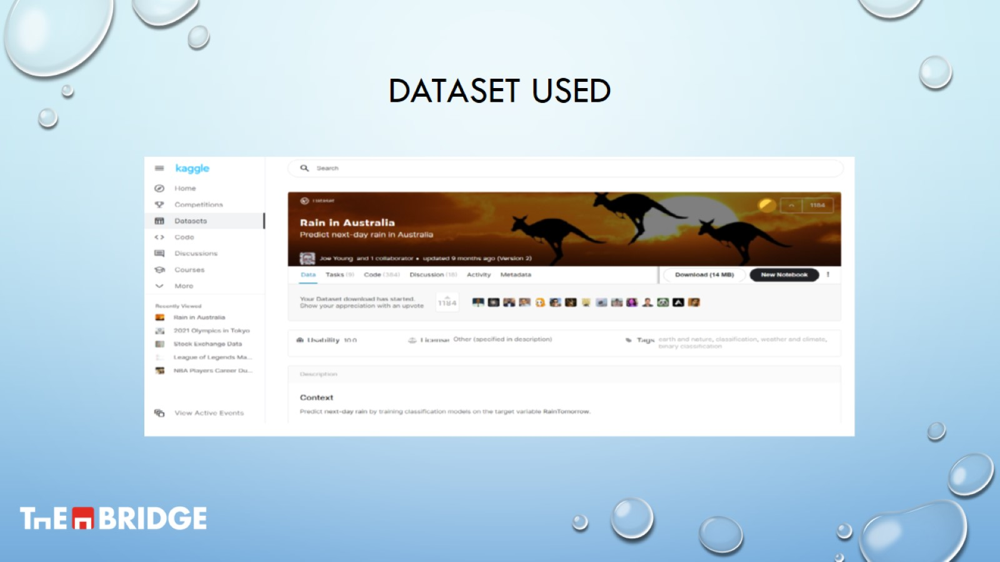 DATASET USED
kaggle
Search
Home
Competitions
Datasets
Code
Discussions
Courses
More
Recently Viewed
Rain in Australia
2021 Olympics in Tokyo
Stock Exchange Data
League of Legends Ma...
NBA Players Career Du...
View Active Events
Dataset
1184
Rain in Australia
Predict next-day rain in Australia
Joe Young and 1 collaborator • updated 9 months ago (Version 2)
Data Tasks (9) Code (384) Discussion (18) Activity Metadata
Download (14 MB) New Notebook
Your Dataset download has started.
Show your appreciation with an upvote
1184
Usability 10.0 License Other (specified in description) Tags earth and nature, classification, weather and climate,
binary classification
Description
Context
Predict next-day rain by training classification models on the target variable RainTomorrow.
THE BRIDGE